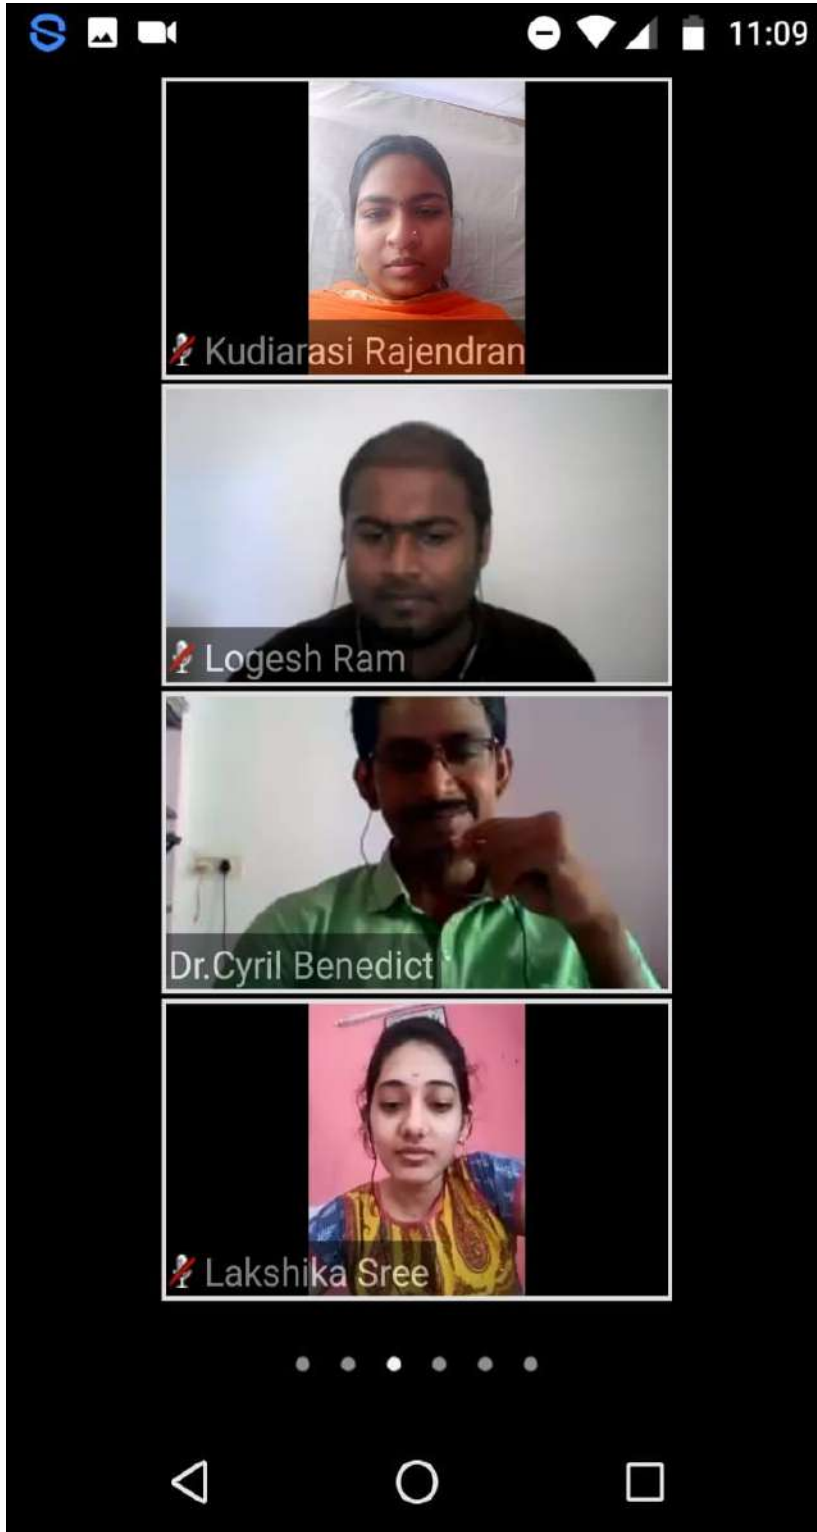 11:09
Kudiarasi Rajendran
Logesh Ram
Dr.Cyril Benedict
Lakshika Sree